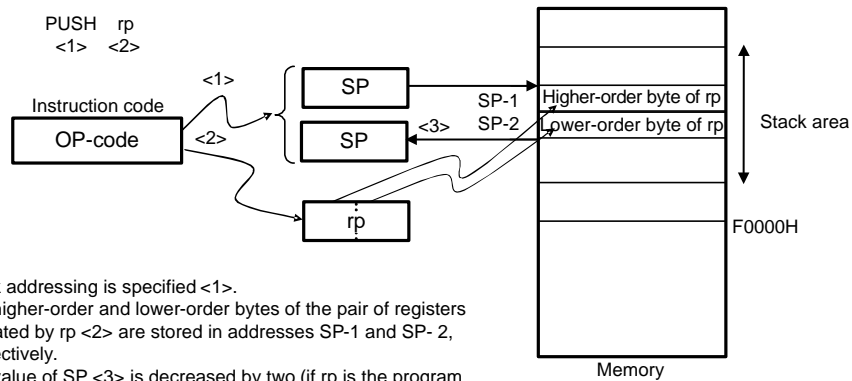 PUSH rp
<1> <2>
<1>
SP
SP-1
Higher-order byte of rp
Instruction code
OP-code
<2>
SP
<3>
SP-2
Lower-order byte of rp
Stack area
rp
F0000H
addressing is specified <1>.
higher-order and lower-order bytes of the pair of registers
by rp <2> are stored in addresses SP-1 and SP- 2,
value of SP <3> is decreased by two (if rp is the program
Memory